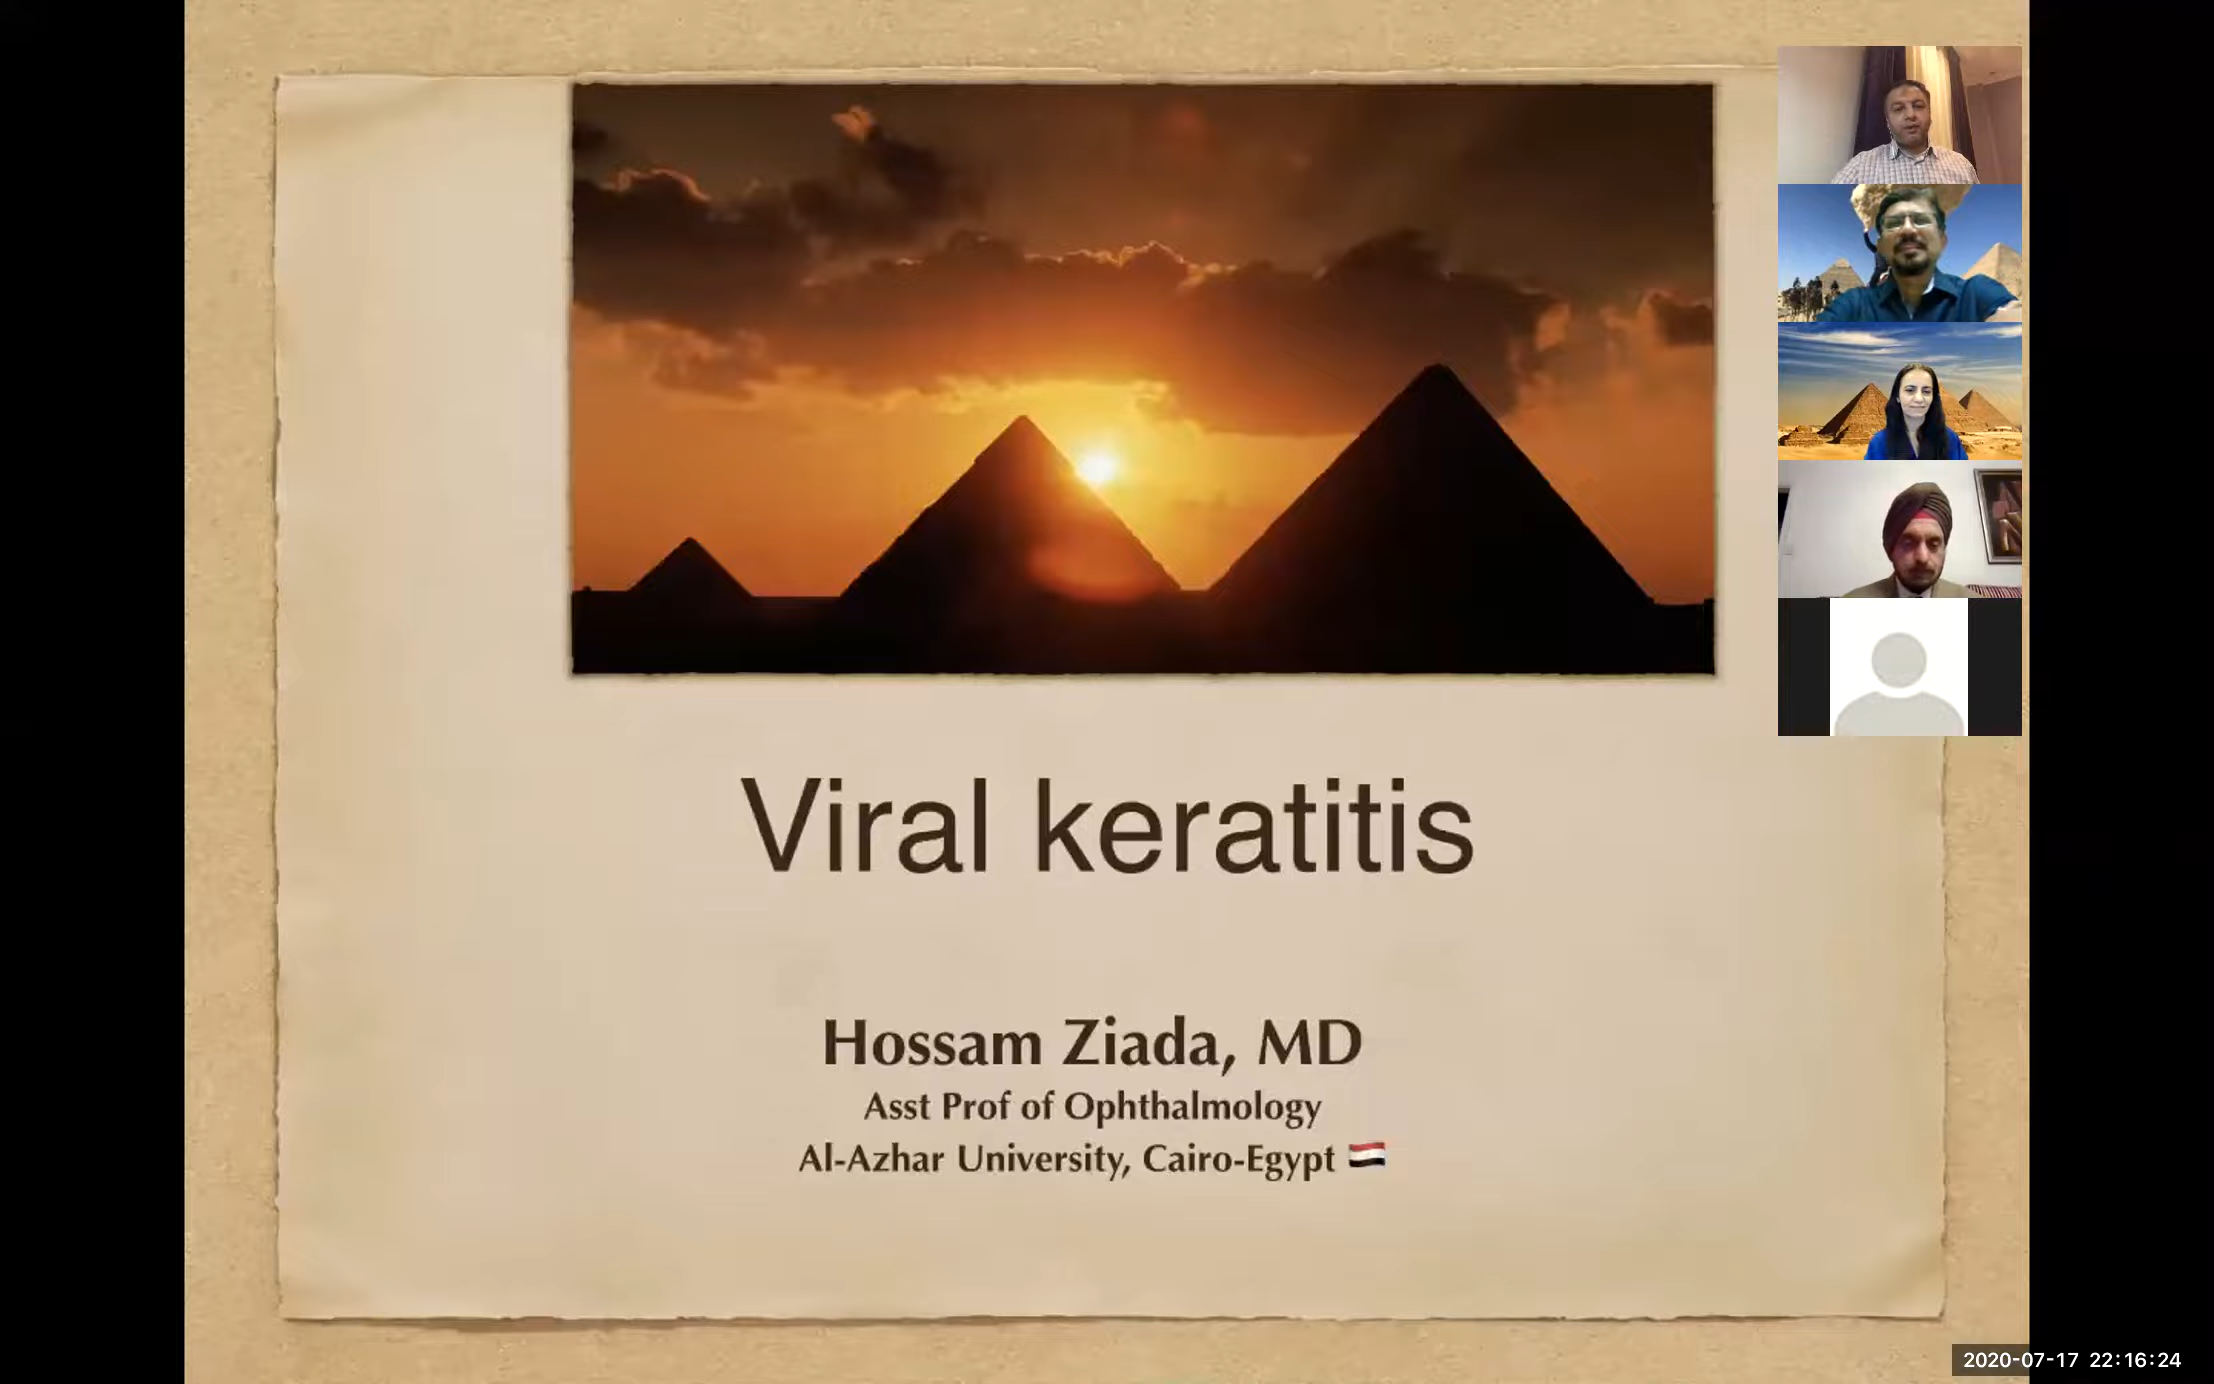 Viral keratitis
Hossam Ziada, MD
Asst Prof of Ophthalmology
Al-Azhar University, Cairo-Egypt 🇪🇬
2020-07-17 22:16:24